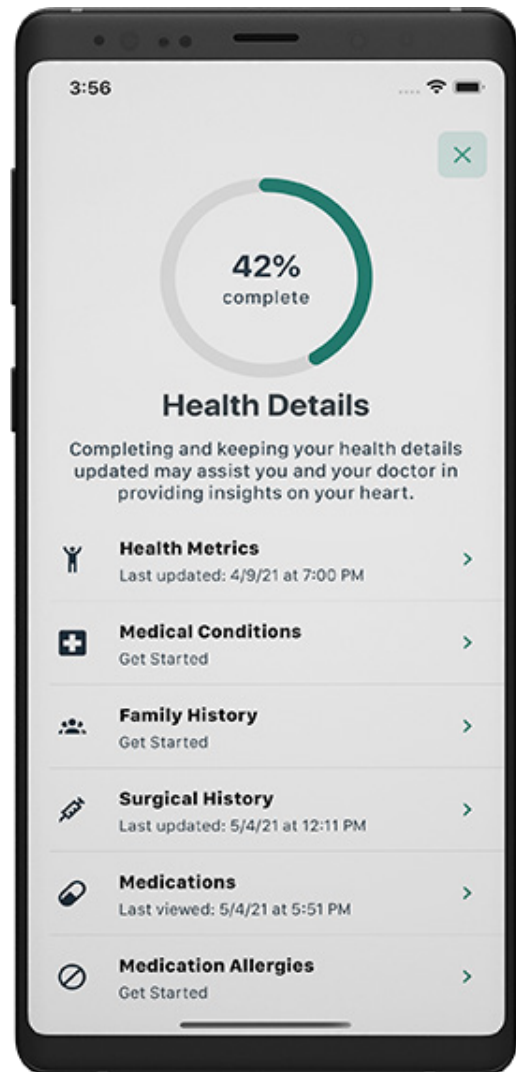 3:56
42%
complete
Health Details
Completing and keeping your health details
updated may assist you and your doctor in
providing insights on your heart.
Health Metrics
Last updated: 4/9/21 at 7:00 PM
Medical Conditions
Get Started
Family History
Get Started
Surgical History
Last updated: 5/4/21 at 12:11 PM
Medications
Last viewed: 5/4/21 at 5:51 PM
Medication Allergies
Get Started